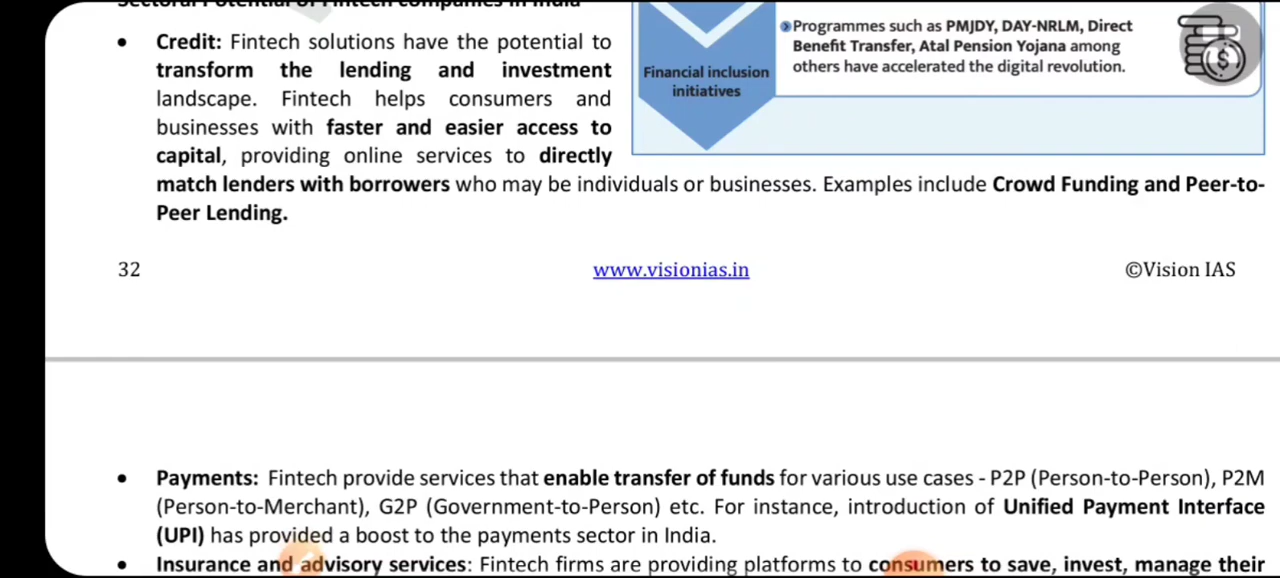 Sectoral Potential of Fintech companies in India
• Credit: Fintech solutions have the potential to
transform the lending and investment
landscape. Fintech helps consumers and
businesses with faster and easier access to
capital, providing online services to directly
match lenders with borrowers who may be individuals or businesses. Examples include Crowd Funding and Peer-to-
Peer Lending.
Financial inclusion
initiatives
Programmes such as PMJDY, DAY-NRLM, Direct
Benefit Transfer, Atal Pension Yojana among
others have accelerated the digital revolution.
32
www.visionias.in
©Vision IAS
• Payments: Fintech provide services that enable transfer of funds for various use cases - P2P (Person-to-Person), P2M
(Person-to-Merchant), G2P (Government-to-Person) etc. For instance, introduction of Unified Payment Interface
(UPI) has provided a boost to the payments sector in India.
• Insurance and advisory services: Fintech firms are providing platforms to consumers to save, invest, manage their